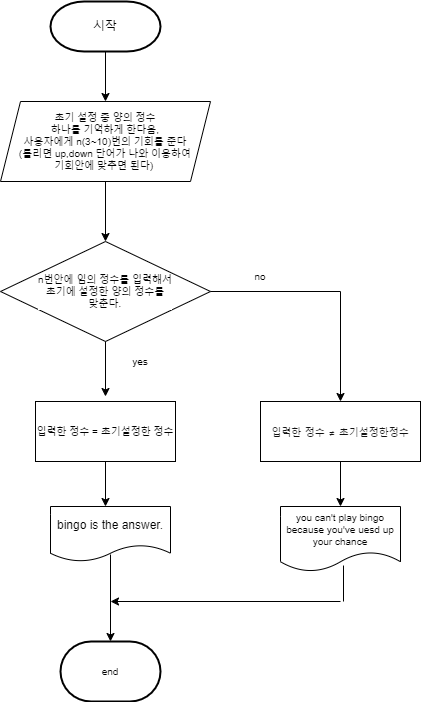 시작
초기 설정 중 양의 정수
하나를 기억하게 한다음,
사용자에게 n(3~10)번의 기회를 준다
(틀리면 up,down 단어가 나와 이용하여
기회안에 맞추면 된다)
n번안에 임의 정수를 입력해서
초기에 설정한 양의 정수를
맞춘다.
no
yes
입력한 정수 = 초기설정한 정수
입력한 정수 ≠ 초기설정한정수
bingo is the answer.
you can't play bingo
because you've uesd up
your chance
end